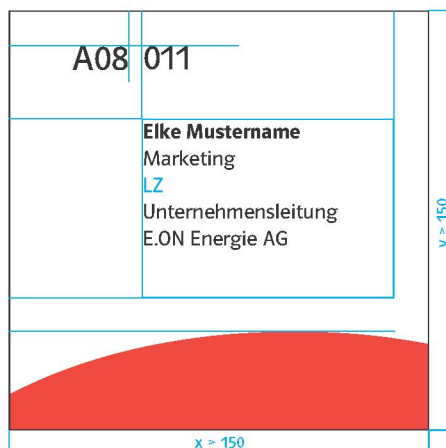 A08 011
Elke Mustername
Marketing
LZ
Unternehmensleitung
E.ON Energie AG
y > 150
x > 150